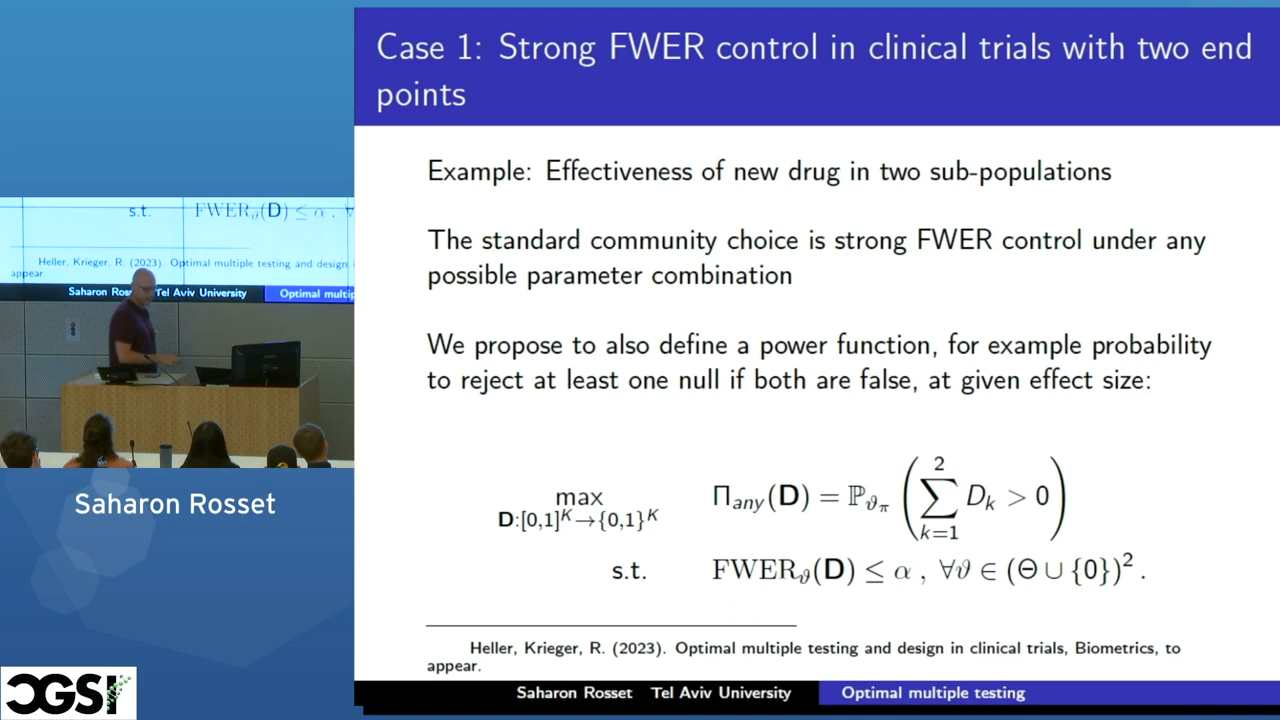 Case 1: Strong FWER control in clinical trials with two end
points
Example: Effectiveness of new drug in two sub-populations
The standard community choice is strong FWER control under any
possible parameter combination
We propose to also define a power function, for example probability
to reject at least one null if both are false, at given effect size:
max Π_any(D) = ℙ_ϑ_π ( ∑_{k=1}^{2} D_k > 0 )
D:[0,1]^K→{0,1}^K
s.t. FWER_ϑ(D) ≤ α , ∀ϑ ∈ (Θ ∪ {0})² .
Heller, Krieger, R. (2023). Optimal multiple testing and design in clinical trials, Biometrics, to
appear.
Saharon Rosset Tel Aviv University Optimal multiple testing
s.t. FWER_ϑ(D) ≤ α , ∀
Heller, Krieger, R. (2023). Optimal multiple testing and design
appear
Saharon Tel Aviv University Optimal
Saharon Rosset
CGSI